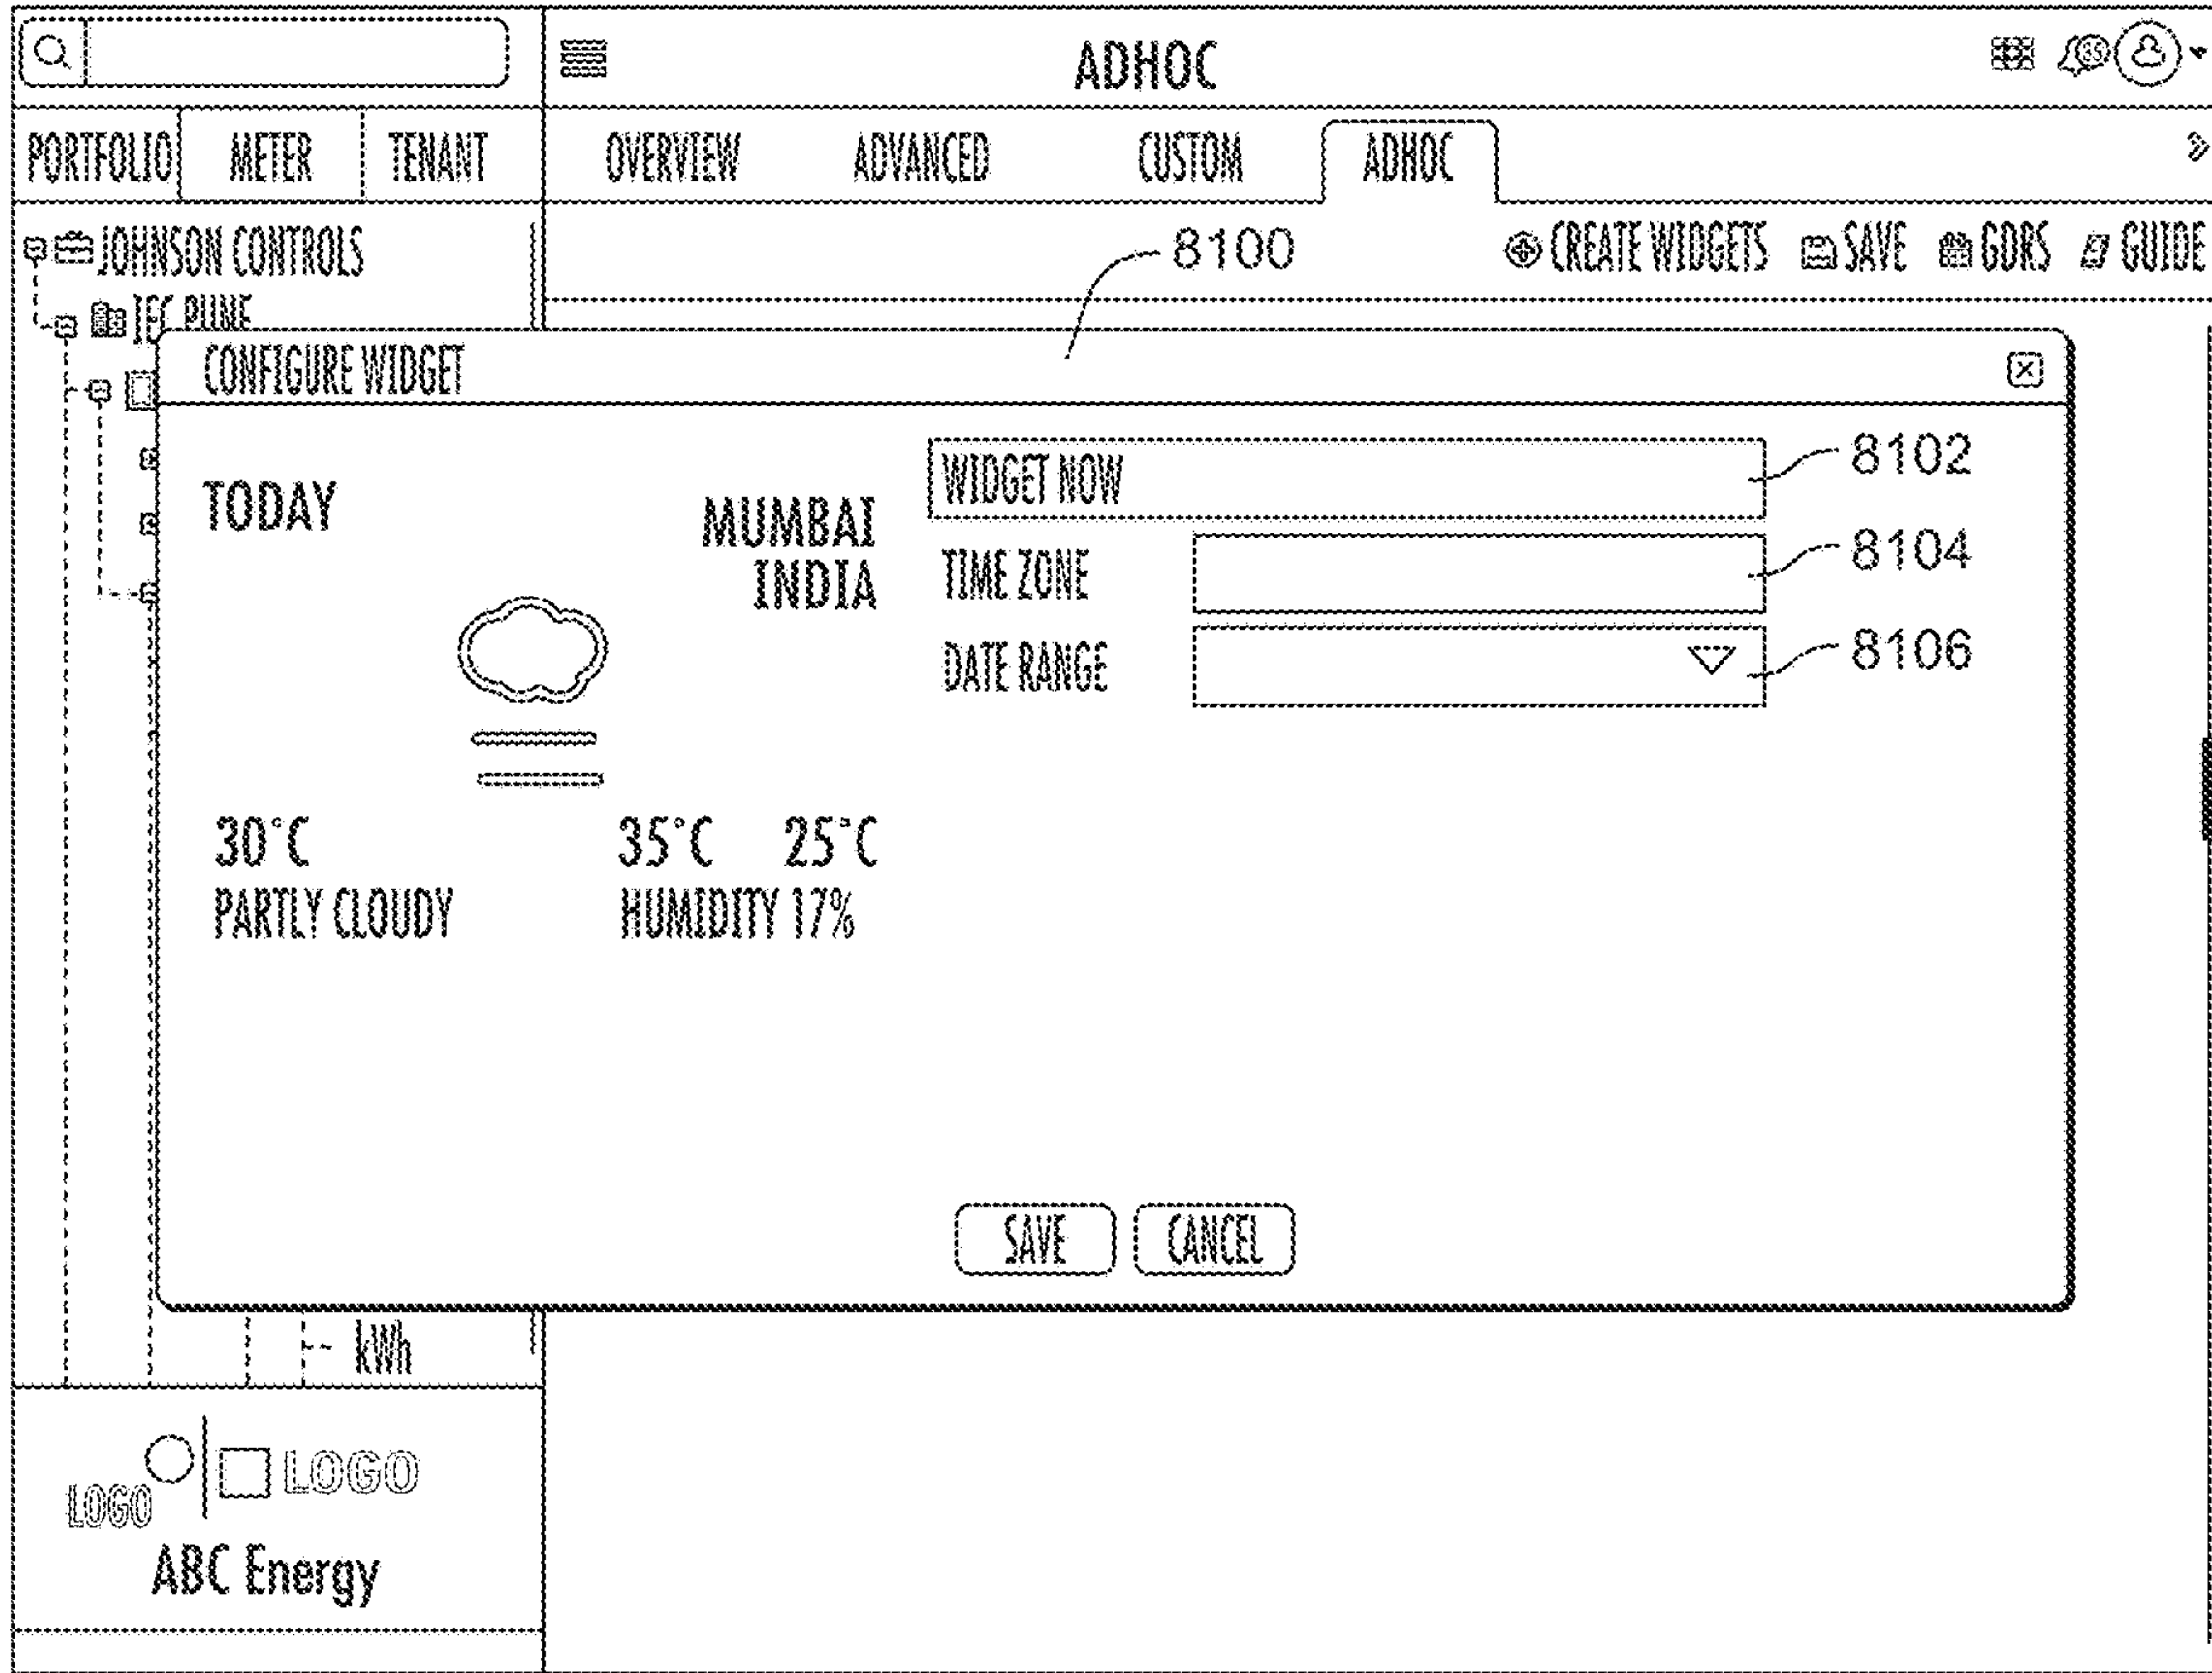 ADHOC 85
PORTFOLIO METER TENANT OVERVIEW ADVANCED CUSTOM ADHOC
JOHNSON CONTROLS 8100 CREATE WIDGETS SAVE GDRS GUIDE
PUNE
CONFIGURE WIDGET
WIDGET NOW 8102
TODAY
MUMBAI
INDIA
TIME ZONE 8104
DATE RANGE 8106
30°C 35°C 25°C
PARTLY CLOUDY HUMIDITY 17%
SAVE CANCEL
kWh
LOGO LOGO
ABC Energy